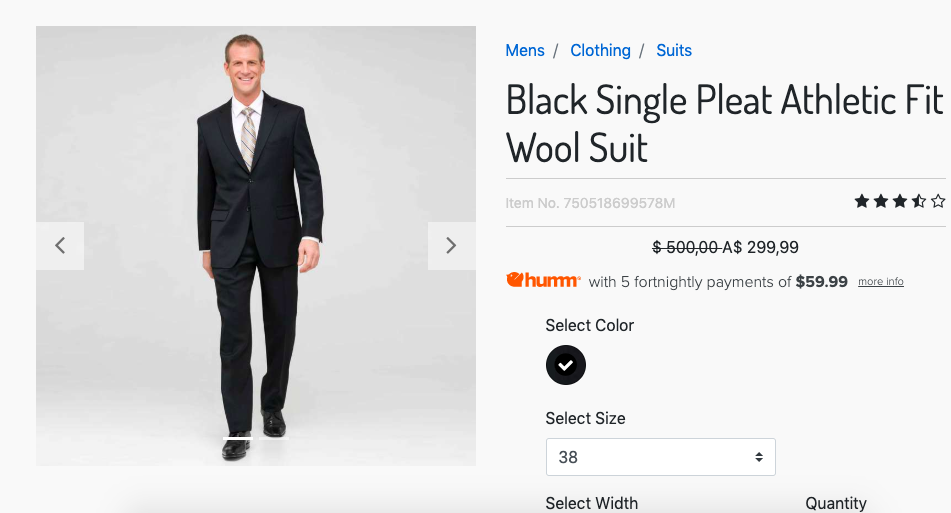 Mens / Clothing / Suits
Black Single Pleat Athletic Fit
Wool Suit
Item No. 750518699578M
$ 500,00 A$ 299,99
humm® with 5 fortnightly payments of $59.99 more info
Select Color
Select Size
38
Select Width Quantity